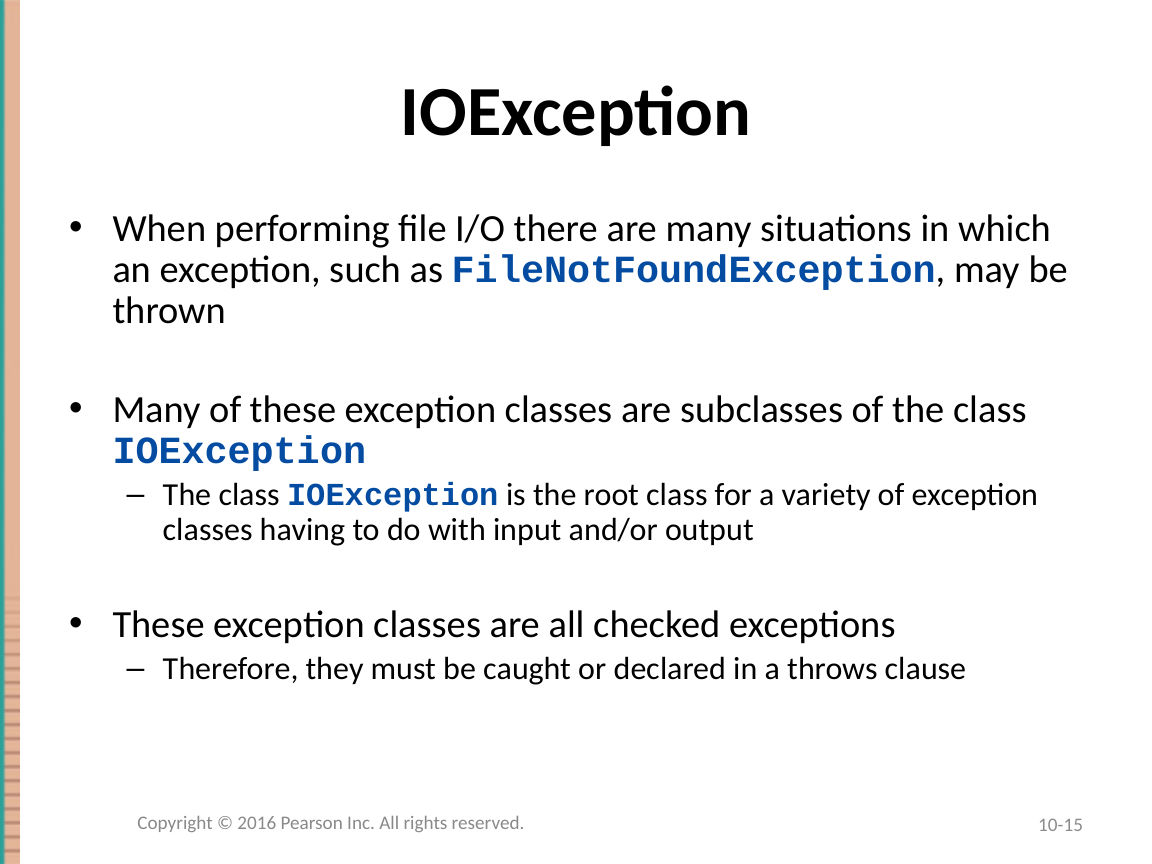 IOException
• When performing file I/O there are many situations in which
an exception, such as FileNotFoundException, may be
thrown
• Many of these exception classes are subclasses of the class
IOException
– The class IOException is the root class for a variety of exception
classes having to do with input and/or output
• These exception classes are all checked exceptions
– Therefore, they must be caught or declared in a throws clause
Copyright © 2016 Pearson Inc. All rights reserved.
10-15